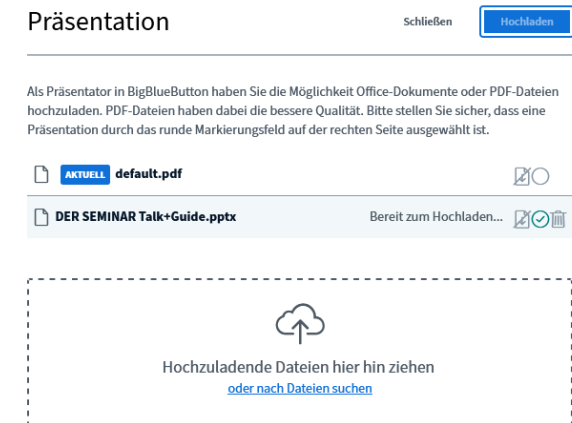 Präsentation
Schließen
Hochladen
Als Präsentator in BigBlueButton haben Sie die Möglichkeit Office-Dokumente oder PDF-Dateien
hochzuladen. PDF-Dateien haben dabei die bessere Qualität. Bitte stellen Sie sicher, dass eine
Präsentation durch das runde Markierungsfeld auf der rechten Seite ausgewählt ist.
AKTUELL default.pdf
DER SEMINAR Talk+Guide.pptx Bereit zum Hochladen...
Hochzuladende Dateien hier hin ziehen
oder nach Dateien suchen